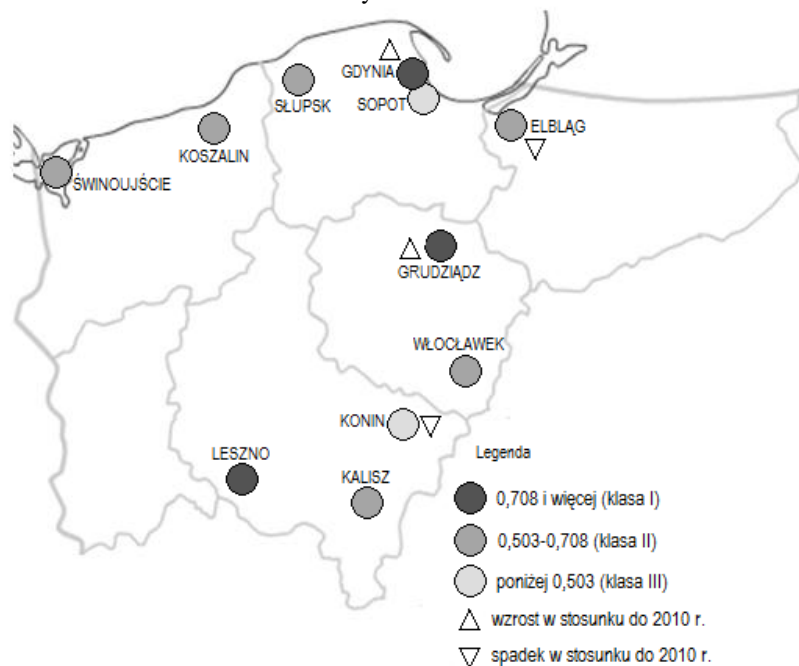 y
GDYNIA
SŁUPSK
SOPOT
ELBLĄG
KOSZALIN
ŚWINOUJŚCIE
GRUDZIĄDZ
WŁOCŁAWEK
KONIN
LESZNO
KALISZ
Legenda
0,708 i więcej (klasa I)
0,503-0,708 (klasa II)
poniżej 0,503 (klasa III)
wzrost w stosunku do 2010 r.
spadek w stosunku do 2010 r.